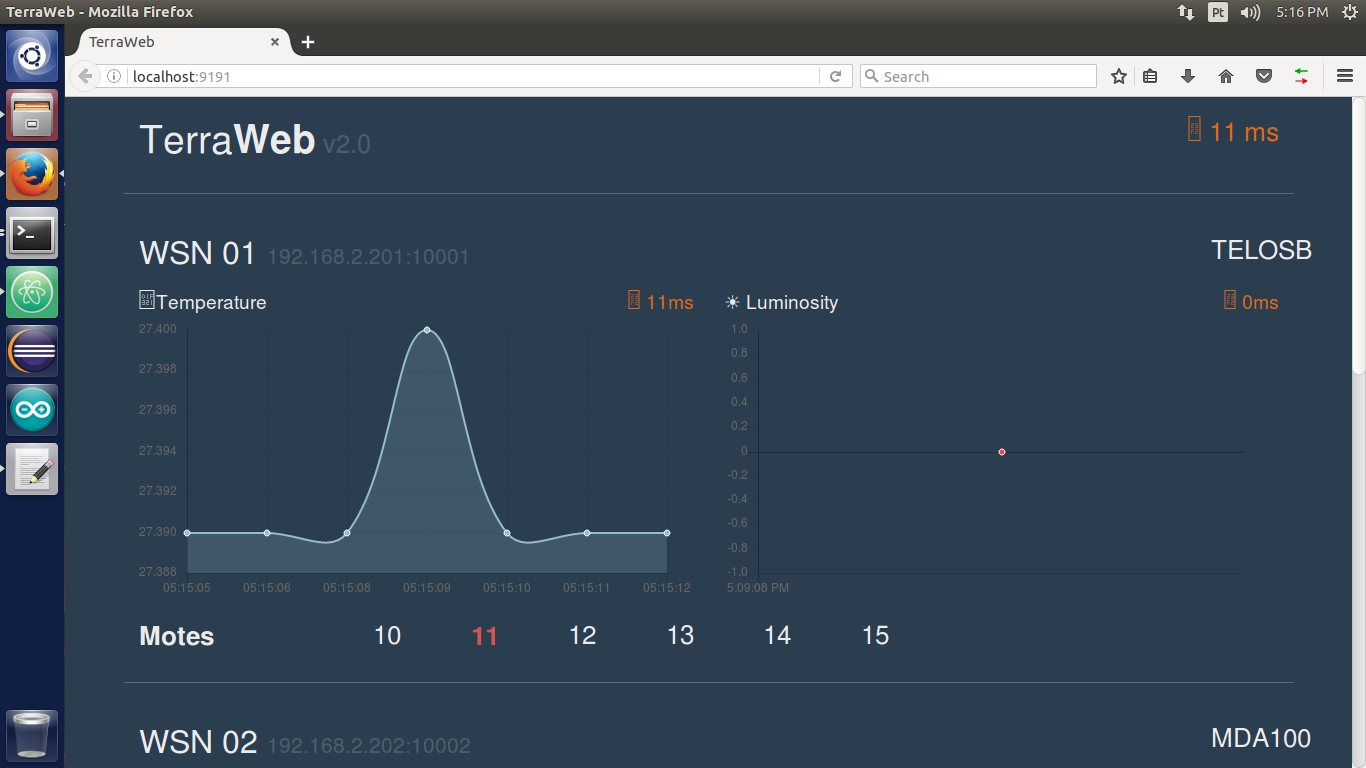 TerraWeb - Mozilla Firefox
Pt
5:16 PM
TerraWeb
localhost:9191
Search
TerraWeb v2.0
11 ms
WSN 01 192.168.2.201:10001
TELOSB
Temperature
11ms
Luminosity
0ms
27.400
27.398
27.396
27.394
27.392
27.390
27.388
05:15:05 05:15:06 05:15:08 05:15:09 05:15:10 05:15:11 05:15:12
1.0
0.8
0.6
0.4
0.2
0
-0.2
-0.4
-0.6
-0.8
-1.0
5:09:08 PM
Motes 10 11 12 13 14 15
WSN 02 192.168.2.202:10002
MDA100